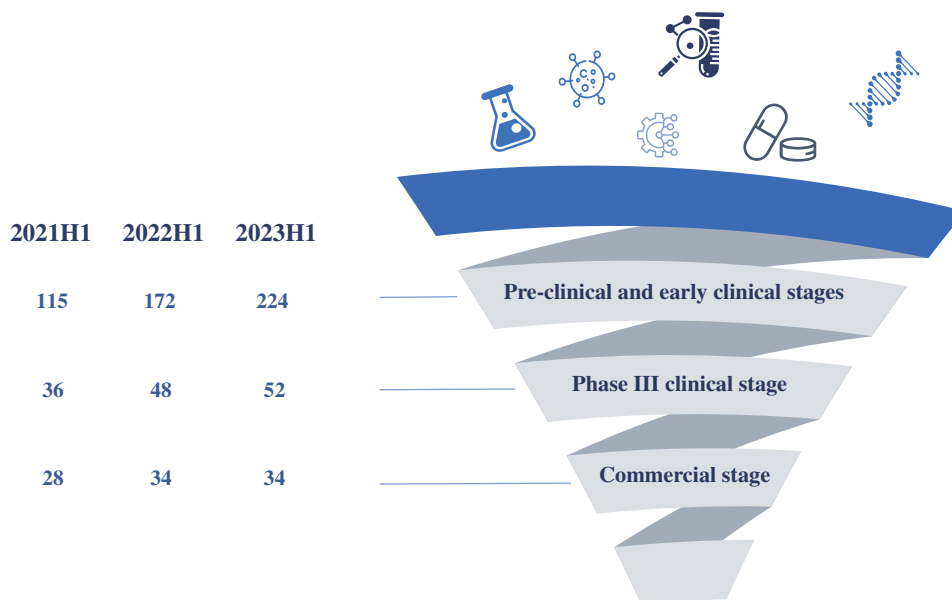 2021H1 2022H1 2023H1
115 172 224 Pre-clinical and early clinical stages
36 48 52 Phase III clinical stage
28 34 34 Commercial stage